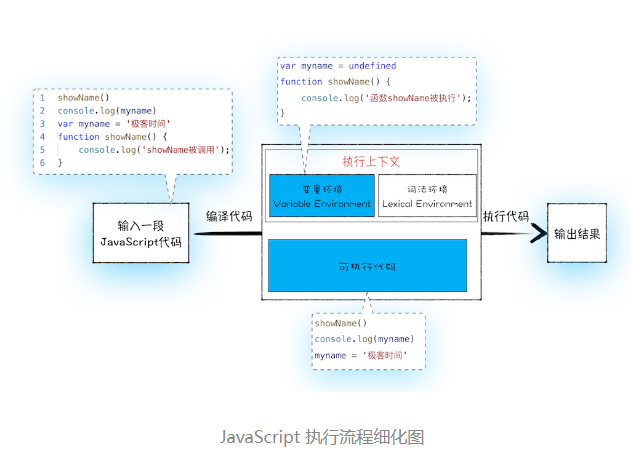 var myname = undefined
function showName() {
console.log('函数showName被执行');
}
1 showName()
2 console.log(myname)
3 var myname = '极客时间'
4 function showName() {
5 console.log('showName被调用');
6 }
执行上下文
变量环境
Variable Environment
词法环境
Lexical Environment
输入一段
JavaScript代码
编译代码
执行代码
输出结果
可执行代码
showName()
console.log(myname)
myname = '极客时间'
JavaScript 执行流程细化图